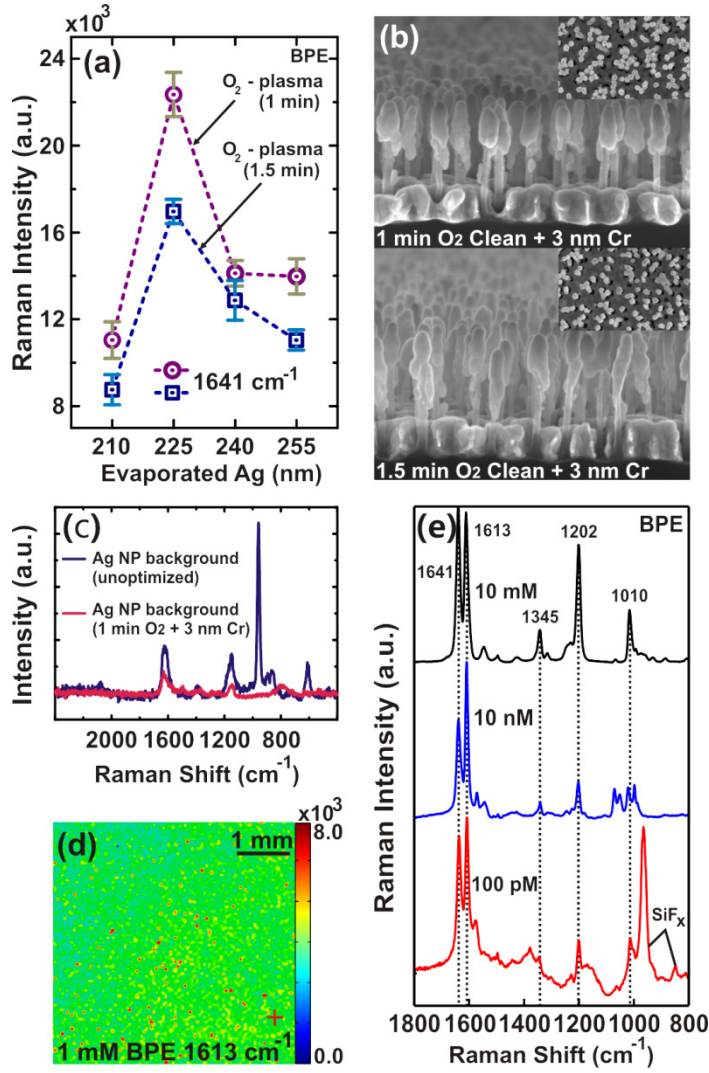 (a)
BPE
×10³
22
18
16
12
8
Raman Intensity (a.u.)
O₂ - plasma
(1 min)
O₂ - plasma
(1.5 min)
1641 cm⁻¹
210 225 240 255
Evaporated Ag (nm)
(b)
1 min O₂ Clean + 3 nm Cr
1.5 min O₂ Clean + 3 nm Cr
(c)
Ag NP background
(unoptimized)
Ag NP background
(1 min O₂ + 3 nm Cr)
Intensity (a.u.)
2000 1600 1200 800
Raman Shift (cm⁻¹)
(d)
1 mm
×10³
8.0
0.0
1 mM BPE 1613 cm⁻¹
(e)
BPE
1641
1613
1345
1202
1010
10 mM
10 nM
100 pM
SiFₓ
Raman Intensity (a.u.)
1800 1600 1400 1200 1000 800
Raman Shift (cm⁻¹)